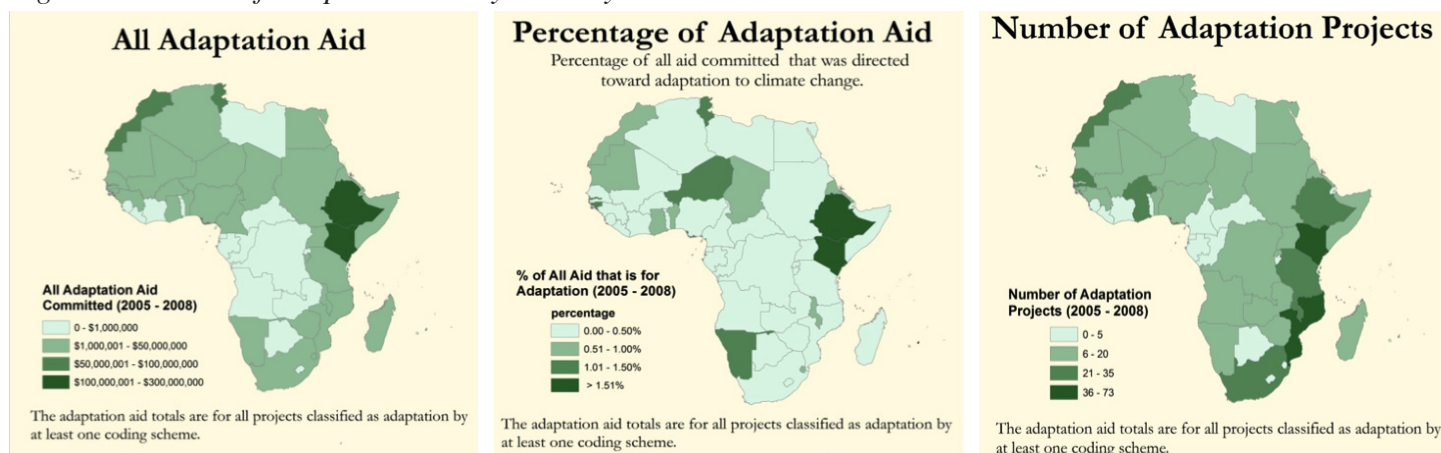 All Adaptation Aid
All Adaptation Aid
Committed (2005 - 2008)
0 - $1,000,000
$1,000,001 - $50,000,000
$50,000,001 - $100,000,000
$100,000,001 - $300,000,000
The adaptation aid totals are for all projects classified as adaptation by
at least one coding scheme.
Percentage of Adaptation Aid
Percentage of all aid committed that was directed
toward adaptation to climate change.
% of All Aid that is for
Adaptation (2005 - 2008)
percentage
0.00 - 0.50%
0.51 - 1.00%
1.01 - 1.50%
> 1.51%
The adaptation aid totals are for all projects classified as adaptation by
at least one coding scheme.
Number of Adaptation Projects
Number of Adaptation
Projects (2005 - 2008)
0 - 5
6 - 20
21 - 35
36 - 73
The adaptation aid totals are for all projects classified as adaptation by
at least one coding scheme.